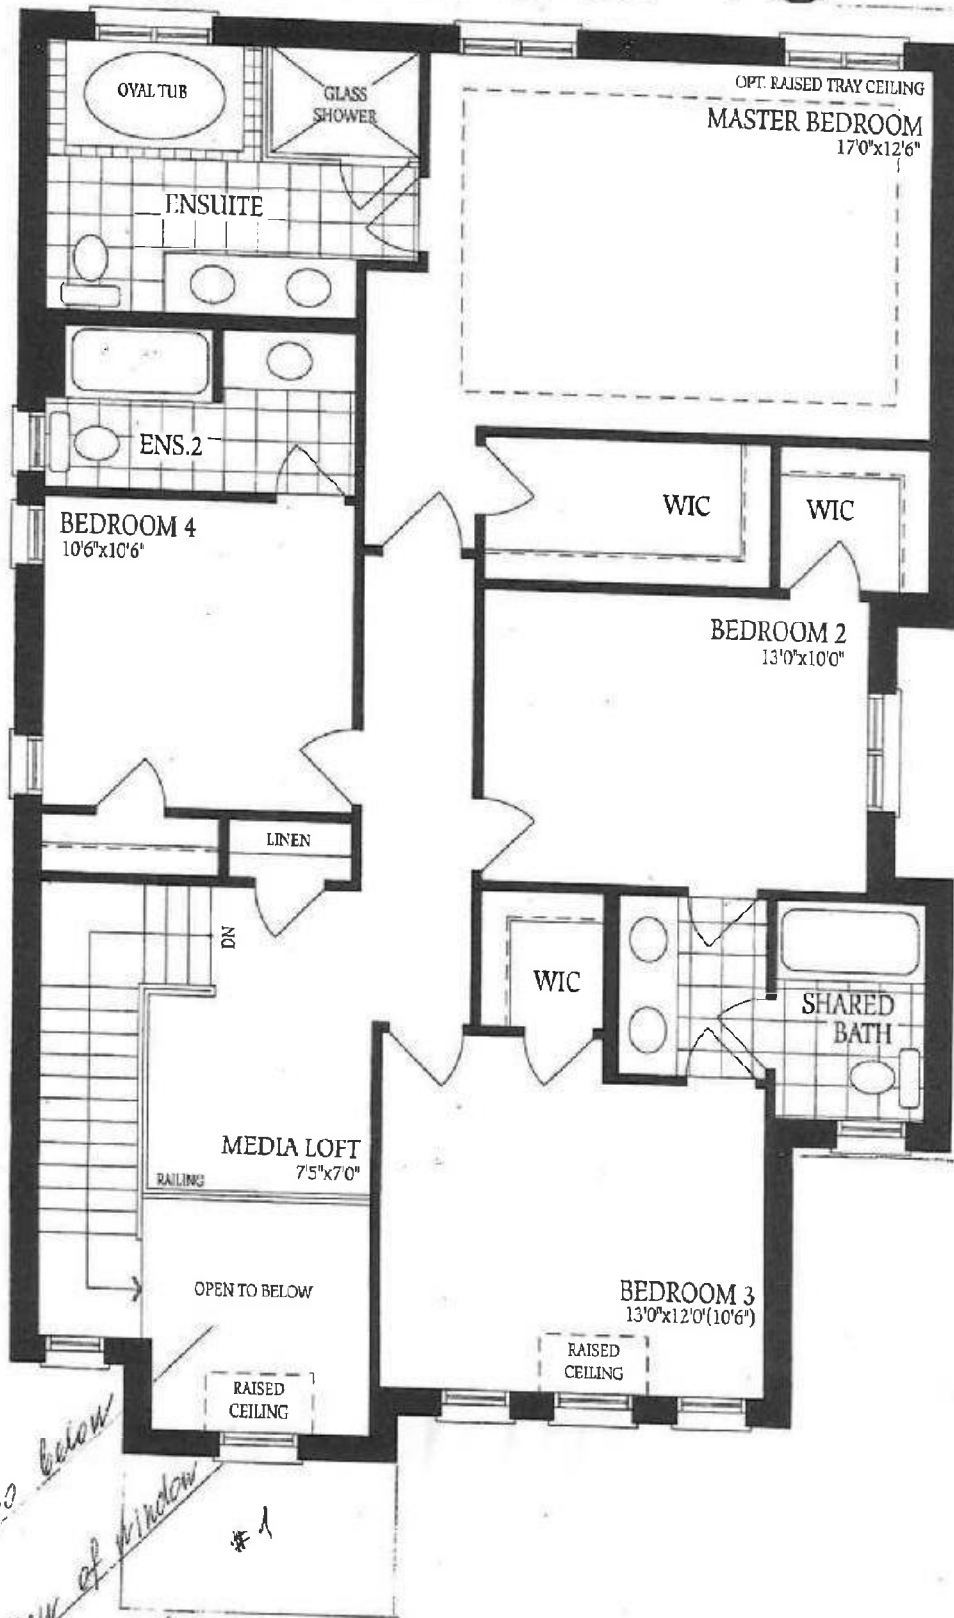 OVAL TUB
GLASS
SHOWER
OPT. RAISED TRAY CEILING
MASTER BEDROOM
17'0"x12'6"
ENSUITE
ENS.2
WIC
WIC
BEDROOM 4
10'6"x10'6"
BEDROOM 2
13'0"x10'0"
LINEN
DN
WIC
SHARED
BATH
MEDIA LOFT
7'5"x7'0"
RAILING
OPEN TO BELOW
BEDROOM 3
13'0"x12'0"(10'6")
RAISED
CEILING
RAISED
CEILING
below
of window
# 1